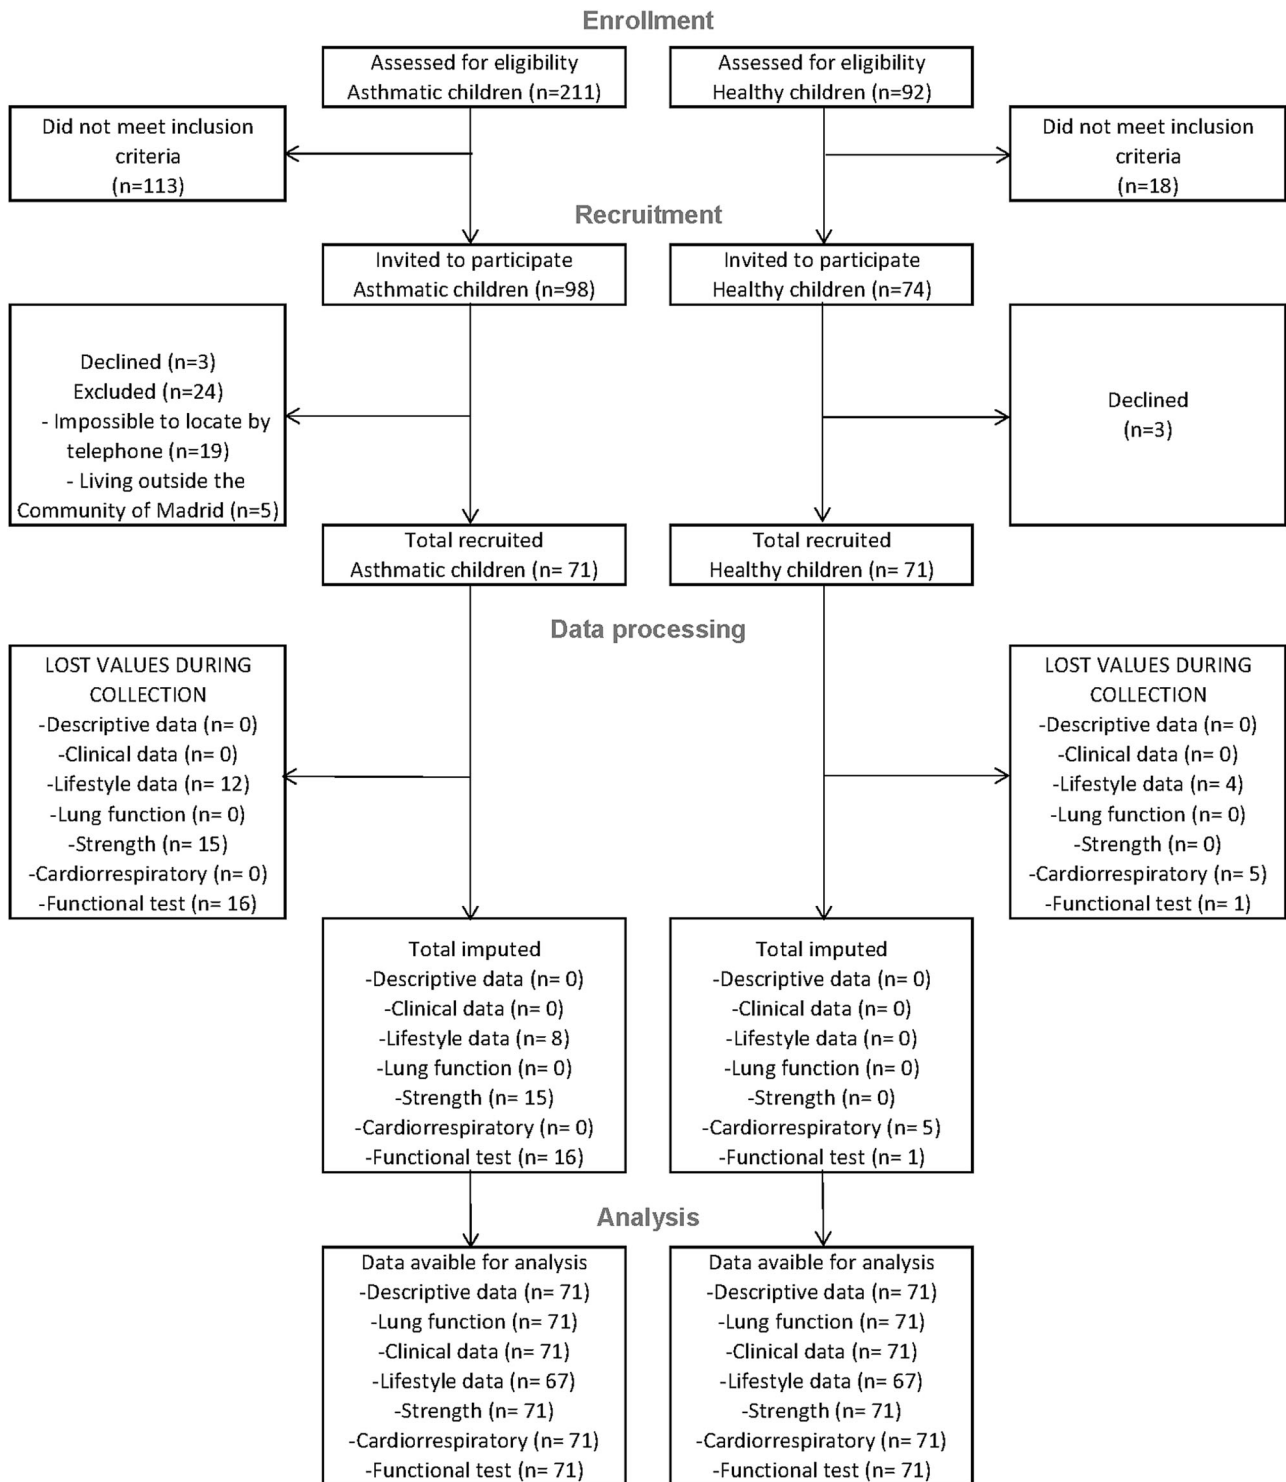 Enrollment
Assessed for eligibility
Asthmatic children (n=211)
Assessed for eligibility
Healthy children (n=92)
Did not meet inclusion
criteria
(n=113)
Did not meet inclusion
criteria
(n=18)
Recruitment
Invited to participate
Asthmatic children (n=98)
Invited to participate
Healthy children (n=74)
Declined (n=3)
Excluded (n=24)
- Impossible to locate by
telephone (n=19)
- Living outside the
Community of Madrid (n=5)
Declined
(n=3)
Total recruited
Asthmatic children (n= 71)
Total recruited
Healthy children (n= 71)
Data processing
LOST VALUES DURING
COLLECTION
-Descriptive data (n= 0)
-Clinical data (n= 0)
-Lifestyle data (n= 12)
-Lung function (n= 0)
-Strength (n= 15)
-Cardiorrespiratory (n= 0)
-Functional test (n= 16)
LOST VALUES DURING
COLLECTION
-Descriptive data (n= 0)
-Clinical data (n= 0)
-Lifestyle data (n= 4)
-Lung function (n= 0)
-Strength (n= 0)
-Cardiorrespiratory (n= 5)
-Functional test (n= 1)
Total imputed
-Descriptive data (n= 0)
-Clinical data (n= 0)
-Lifestyle data (n= 8)
-Lung function (n= 0)
-Strength (n= 15)
-Cardiorrespiratory (n= 0)
-Functional test (n= 16)
Total imputed
-Descriptive data (n= 0)
-Clinical data (n= 0)
-Lifestyle data (n= 0)
-Lung function (n= 0)
-Strength (n= 0)
-Cardiorrespiratory (n= 5)
-Functional test (n= 1)
Analysis
Data avaible for analysis
-Descriptive data (n= 71)
-Lung function (n= 71)
-Clinical data (n= 71)
-Lifestyle data (n= 67)
-Strength (n= 71)
-Cardiorrespiratory (n= 71)
-Functional test (n= 71)
Data avaible for analysis
-Descriptive data (n= 71)
-Lung function (n= 71)
-Clinical data (n= 71)
-Lifestyle data (n= 67)
-Strength (n= 71)
-Cardiorrespiratory (n= 71)
-Functional test (n= 71)